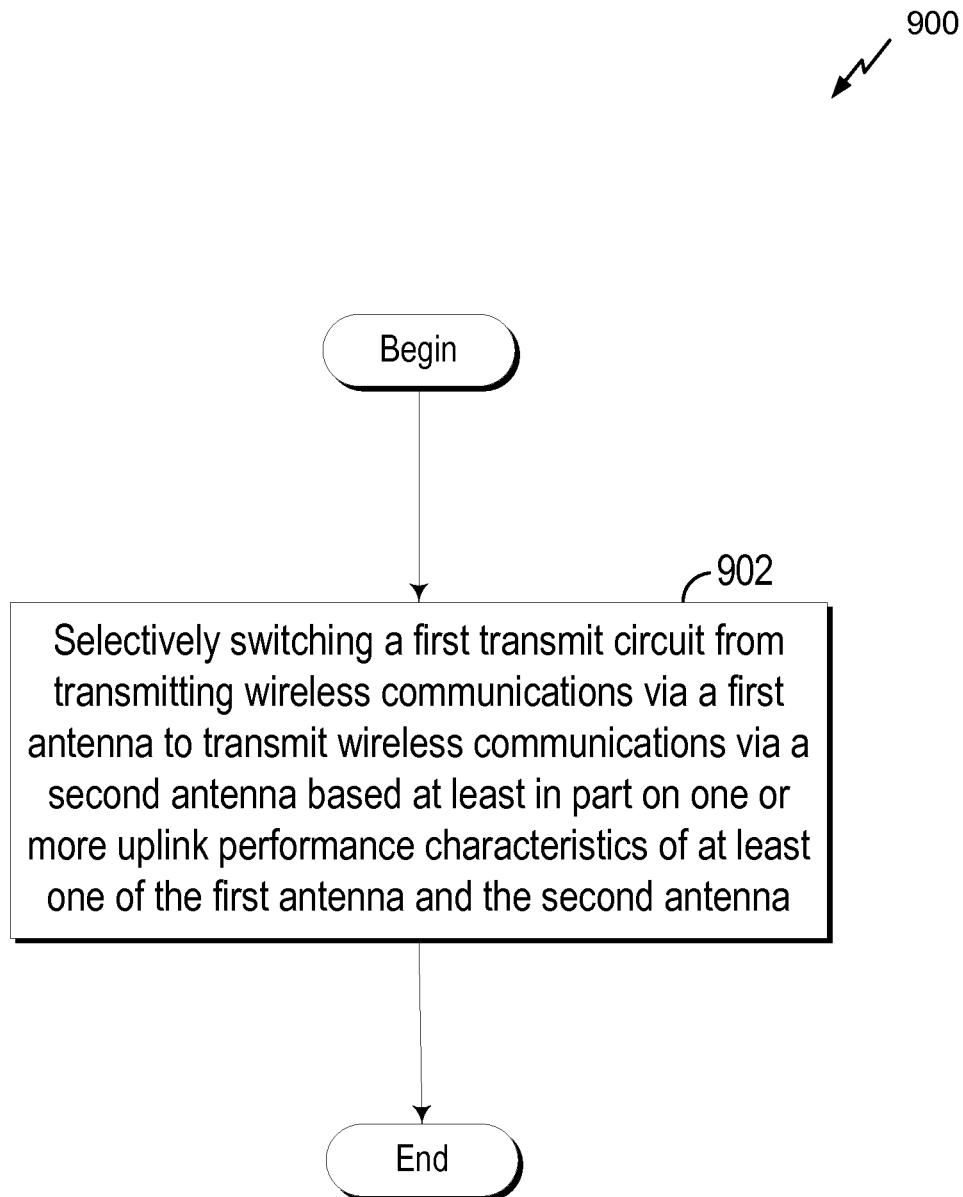 900
Begin
902
Selectively switching a first transmit circuit from
transmitting wireless communications via a first
antenna to transmit wireless communications via a
second antenna based at least in part on one or
more uplink performance characteristics of at least
one of the first antenna and the second antenna
End